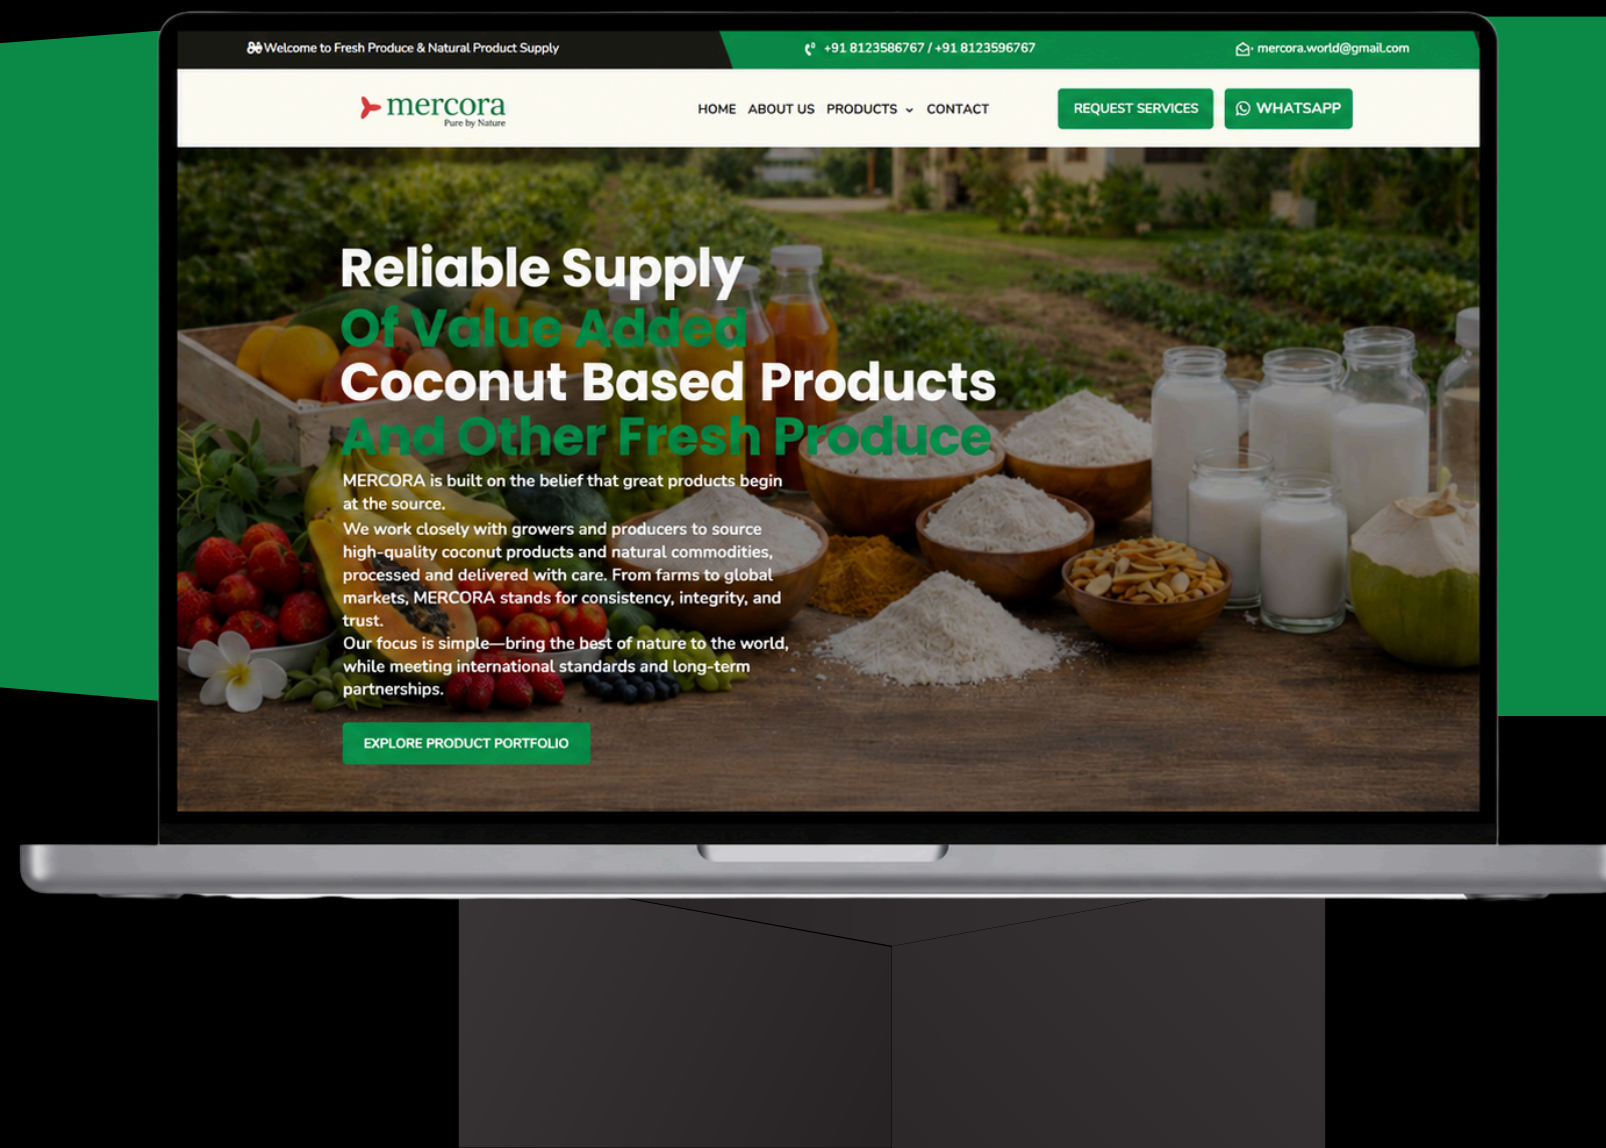 Welcome to Fresh Produce & Natural Product Supply
+91 8123586767 / +91 8123596767
mercora.world@gmail.com
mercora
Pure by Nature
HOME ABOUT US PRODUCTS CONTACT
REQUEST SERVICES
WHATSAPP
Reliable Supply
Of Value Added
Coconut Based Products
And Other Fresh Produce
MERCORA is built on the belief that great products begin
at the source.
We work closely with growers and producers to source
high-quality coconut products and natural commodities,
processed and delivered with care. From farms to global
markets, MERCORA stands for consistency, integrity, and
trust.
Our focus is simple—bring the best of nature to the world,
while meeting international standards and long-term
partnerships.
EXPLORE PRODUCT PORTFOLIO